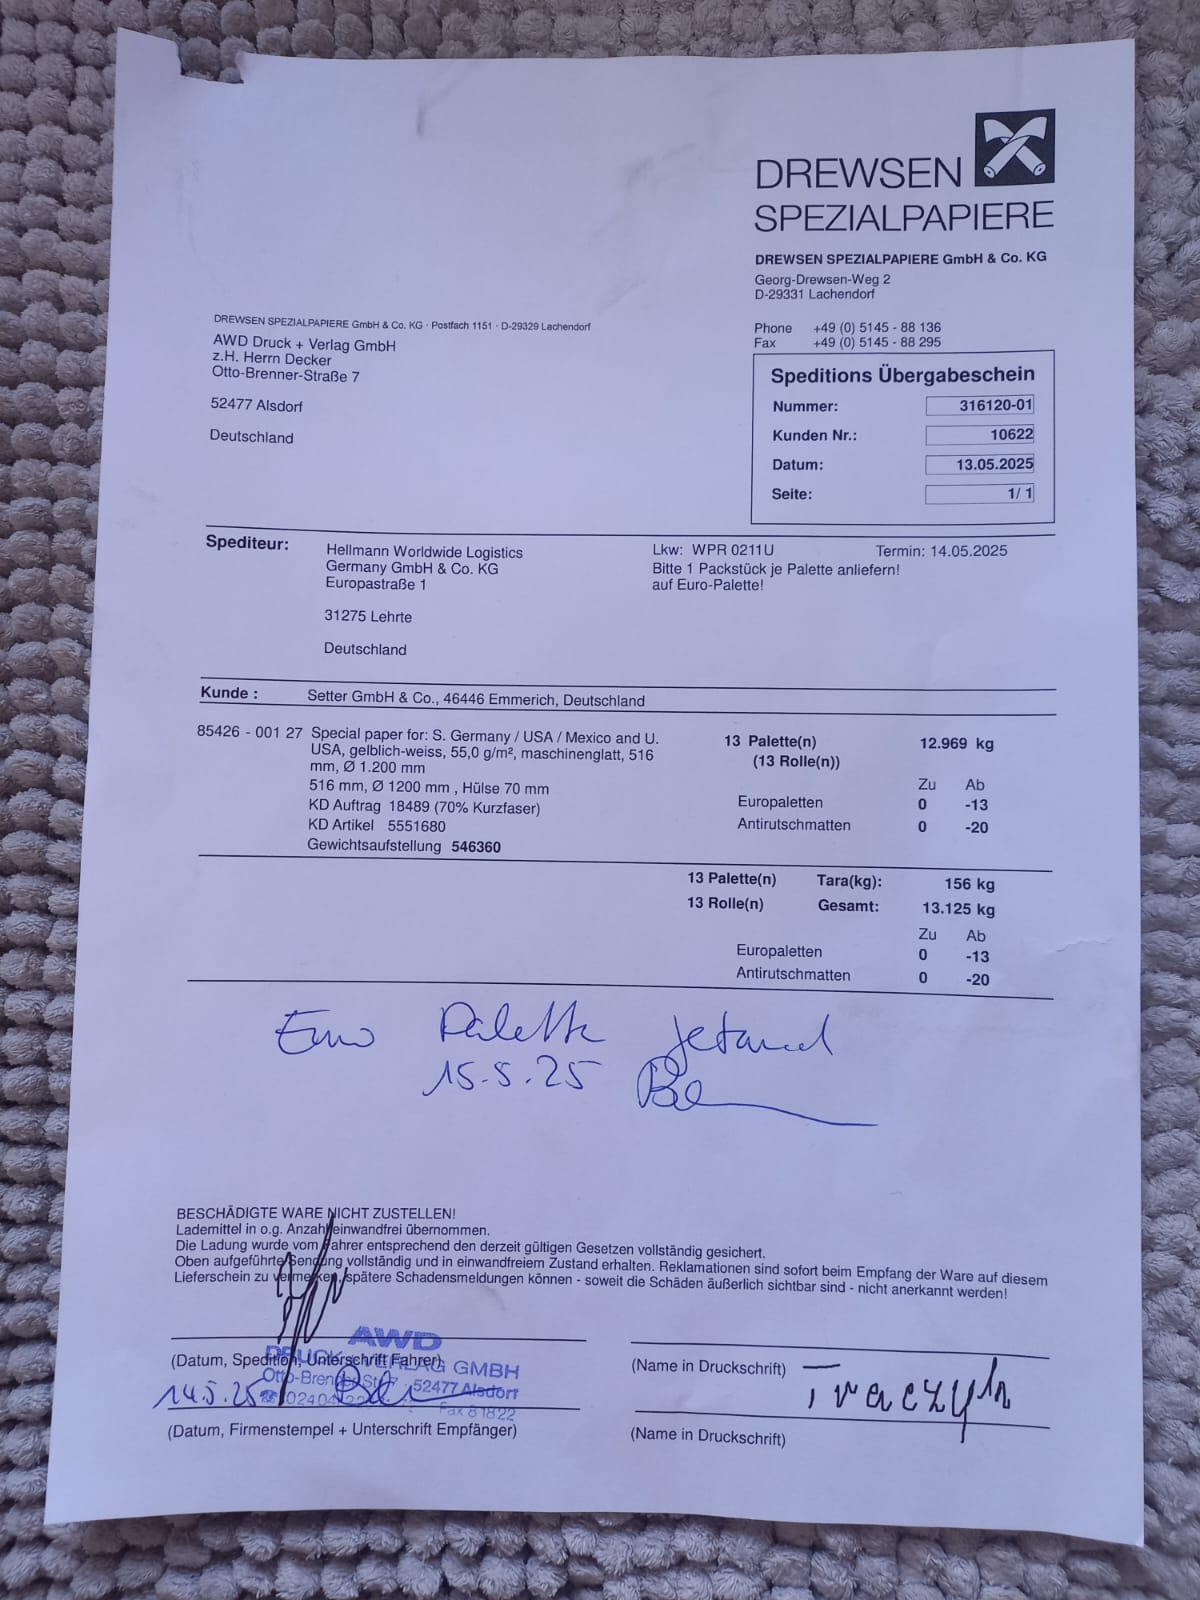 DREWSEN
SPEZIALPAPIERE
DREWSEN SPEZIALPAPIERE GmbH & Co. KG
Georg-Drewsen-Weg 2
D-29331 Lachendorf
Phone +49 (0) 5145 - 88 136
Fax +49 (0) 5145 - 88 295
DREWSEN SPEZIALPAPIERE GmbH & Co. KG · Postfach 1151 · D-29329 Lachendorf
AWD Druck + Verlag GmbH
z.H. Herrn Decker
Otto-Brenner-Straße 7
52477 Alsdorf
Deutschland
Speditions Übergabeschein
Nummer: 316120-01
Kunden Nr.: 10622
Datum: 13.05.2025
Seite: 1/ 1
Spediteur:
Hellmann Worldwide Logistics
Germany GmbH & Co. KG
Europastraße 1
31275 Lehrte
Deutschland
Lkw: WPR 0211U Termin: 14.05.2025
Bitte 1 Packstück je Palette anliefern!
auf Euro-Palette!
Kunde : Setter GmbH & Co., 46446 Emmerich, Deutschland
85426 - 001 27 Special paper for: S. Germany / USA / Mexico and U.
USA, gelblich-weiss, 55,0 g/m², maschinenglatt, 516
mm, Ø 1.200 mm
516 mm, Ø 1200 mm , Hülse 70 mm
KD Auftrag 18489 (70% Kurzfaser)
KD Artikel 5551680
Gewichtsaufstellung 546360
13 Palette(n) 12.969 kg
(13 Rolle(n))
Zu Ab
Europaletten 0 -13
Antirutschmatten 0 -20
13 Palette(n) Tara(kg): 156 kg
13 Rolle(n) Gesamt: 13.125 kg
Zu Ab
Europaletten 0 -13
Antirutschmatten 0 -20
Euro Palette
15.5.25
BESCHÄDIGTE WARE NICHT ZUSTELLEN!
Lademittel in o.g. Anzahl einwandfrei übernommen.
Die Ladung wurde vom Fahrer entsprechend den derzeit gültigen Gesetzen vollständig gesichert.
Oben aufgeführte Sendung vollständig und in einwandfreiem Zustand erhalten. Reklamationen sind sofort beim Empfang der Ware auf diesem
Lieferschein zu vermerken, spätere Schadensmeldungen können - soweit die Schäden äußerlich sichtbar sind - nicht anerkannt werden!
(Datum, Spedition, Unterschrift Fahrer)
(Name in Druckschrift)
AWD
DRUCK + VERLAG GMBH
Otto-Brenner-Str. 7 52477 Alsdorf
Fax 81822
14.5.25
(Datum, Firmenstempel + Unterschrift Empfänger)
(Name in Druckschrift)